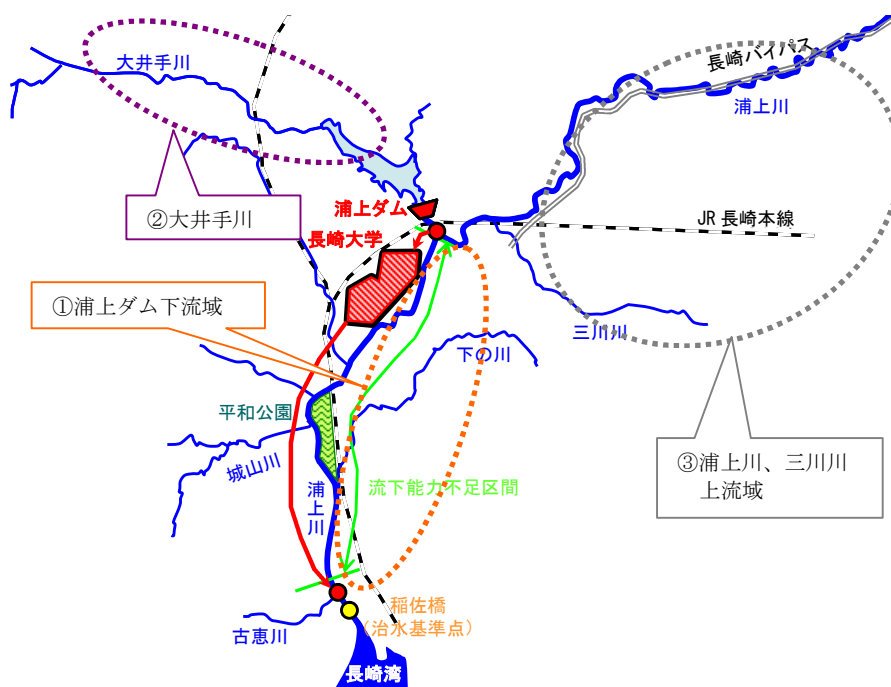 大井手川
長崎バイパス
浦上川
②大井手川
浦上ダム
長崎大学
JR 長崎本線
①浦上ダム下流域
三川川
下の川
平和公園
城山川
浦上川
流下能力不足区間
③浦上川、三川川
上流域
稲佐橋
（治水基準点）
古恵川
長崎湾